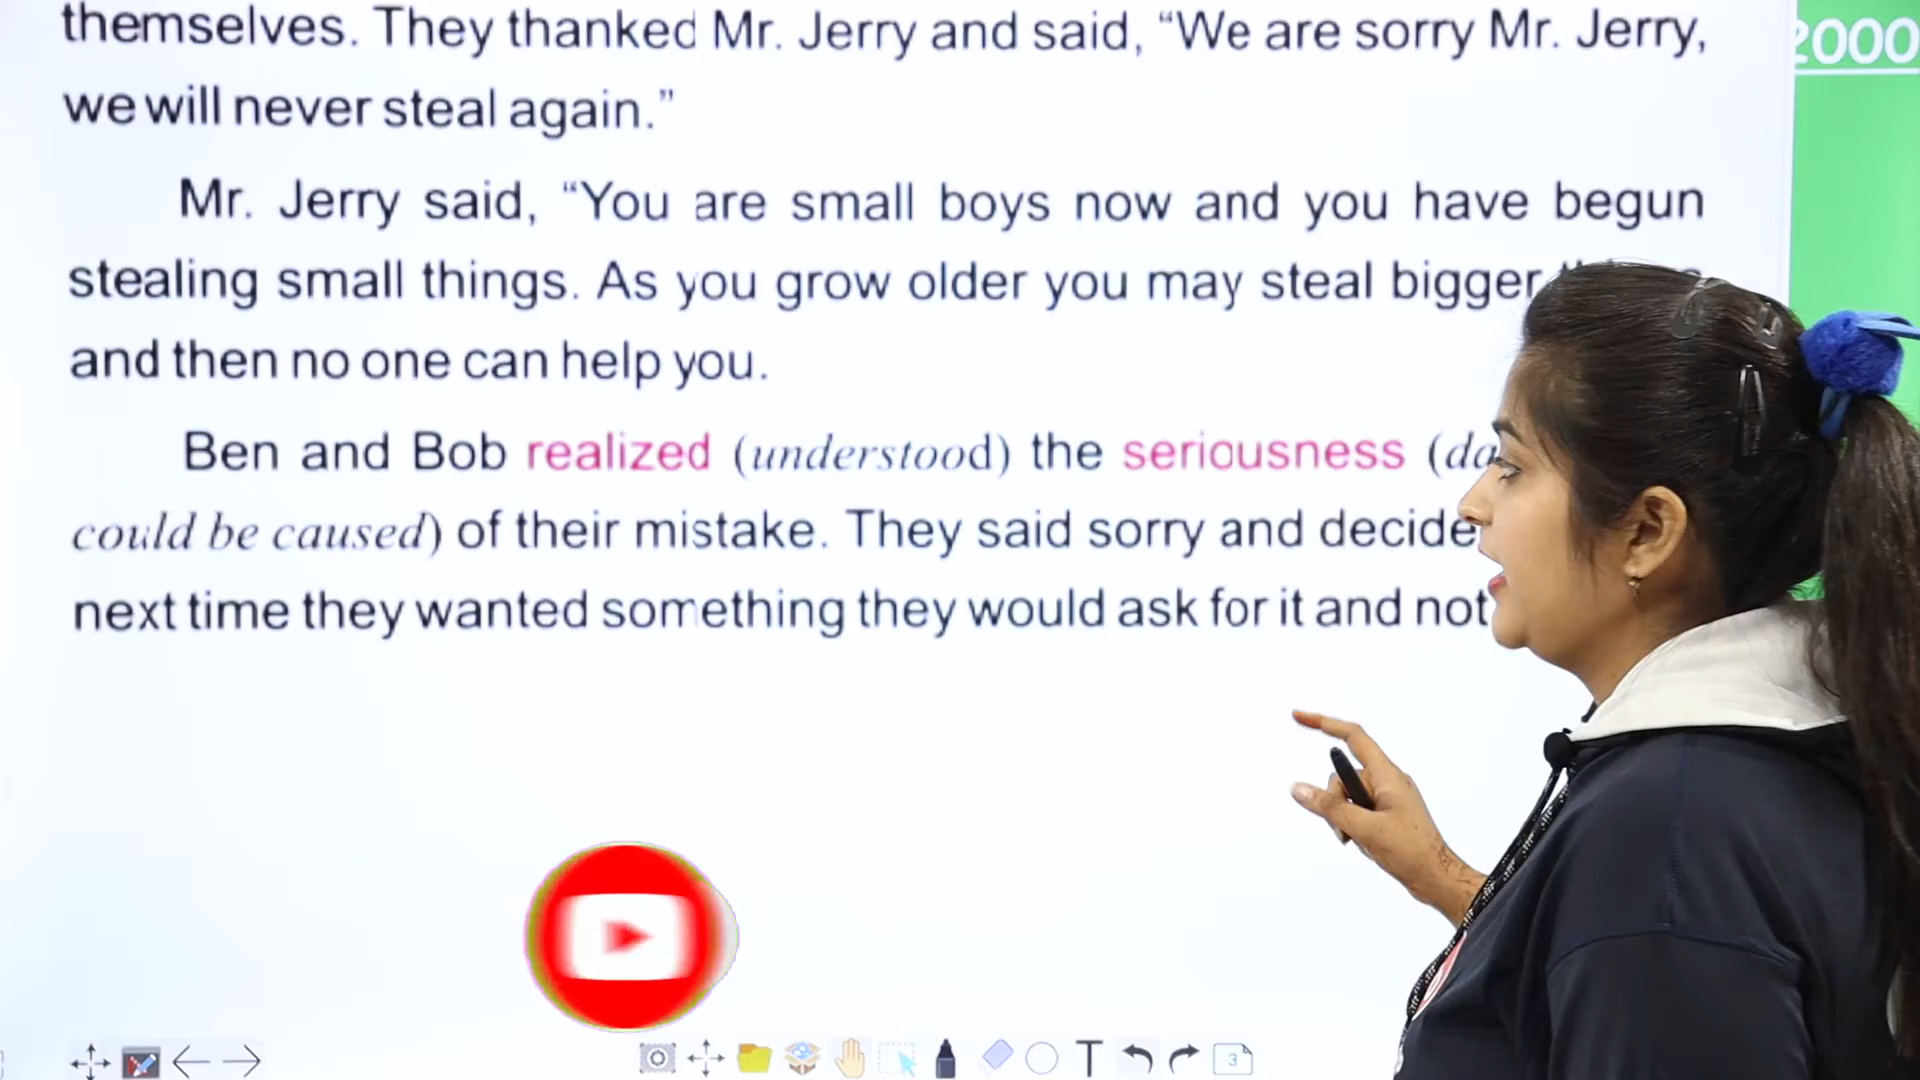 themselves. They thanked Mr. Jerry and said, “We are sorry Mr. Jerry,
2000
we will never steal again.”
Mr. Jerry said, “You are small boys now and you have begun
stealing small things. As you grow older you may steal bigger
and then no one can help you.
Ben and Bob realized (understood) the seriousness
could be caused) of their mistake. They said sorry and
next time they wanted something they would ask for it and not
T
3